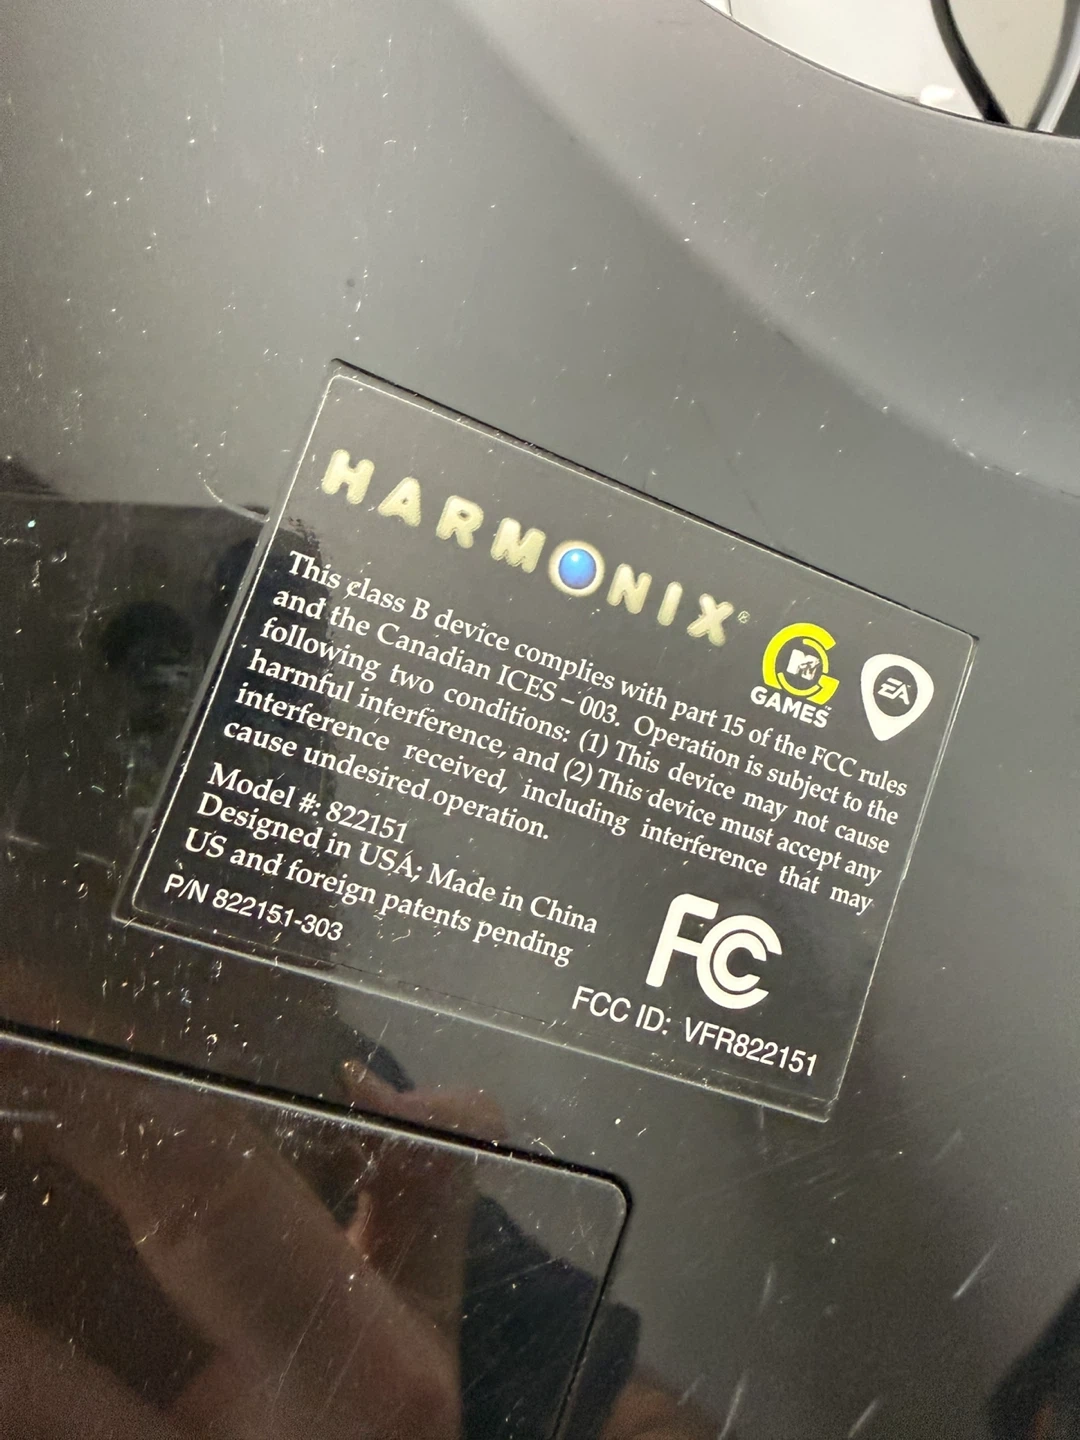 HARMONIX®
MTV
GAMES™
EA
This class B device complies with part 15 of the FCC rules
and the Canadian ICES – 003. Operation is subject to the
following two conditions: (1) This device may not cause
harmful interference, and (2) This device must accept any
interference received, including interference that may
cause undesired operation.
Model #: 822151
Designed in USA; Made in China
US and foreign patents pending
P/N 822151-303
FC
FCC ID: VFR822151